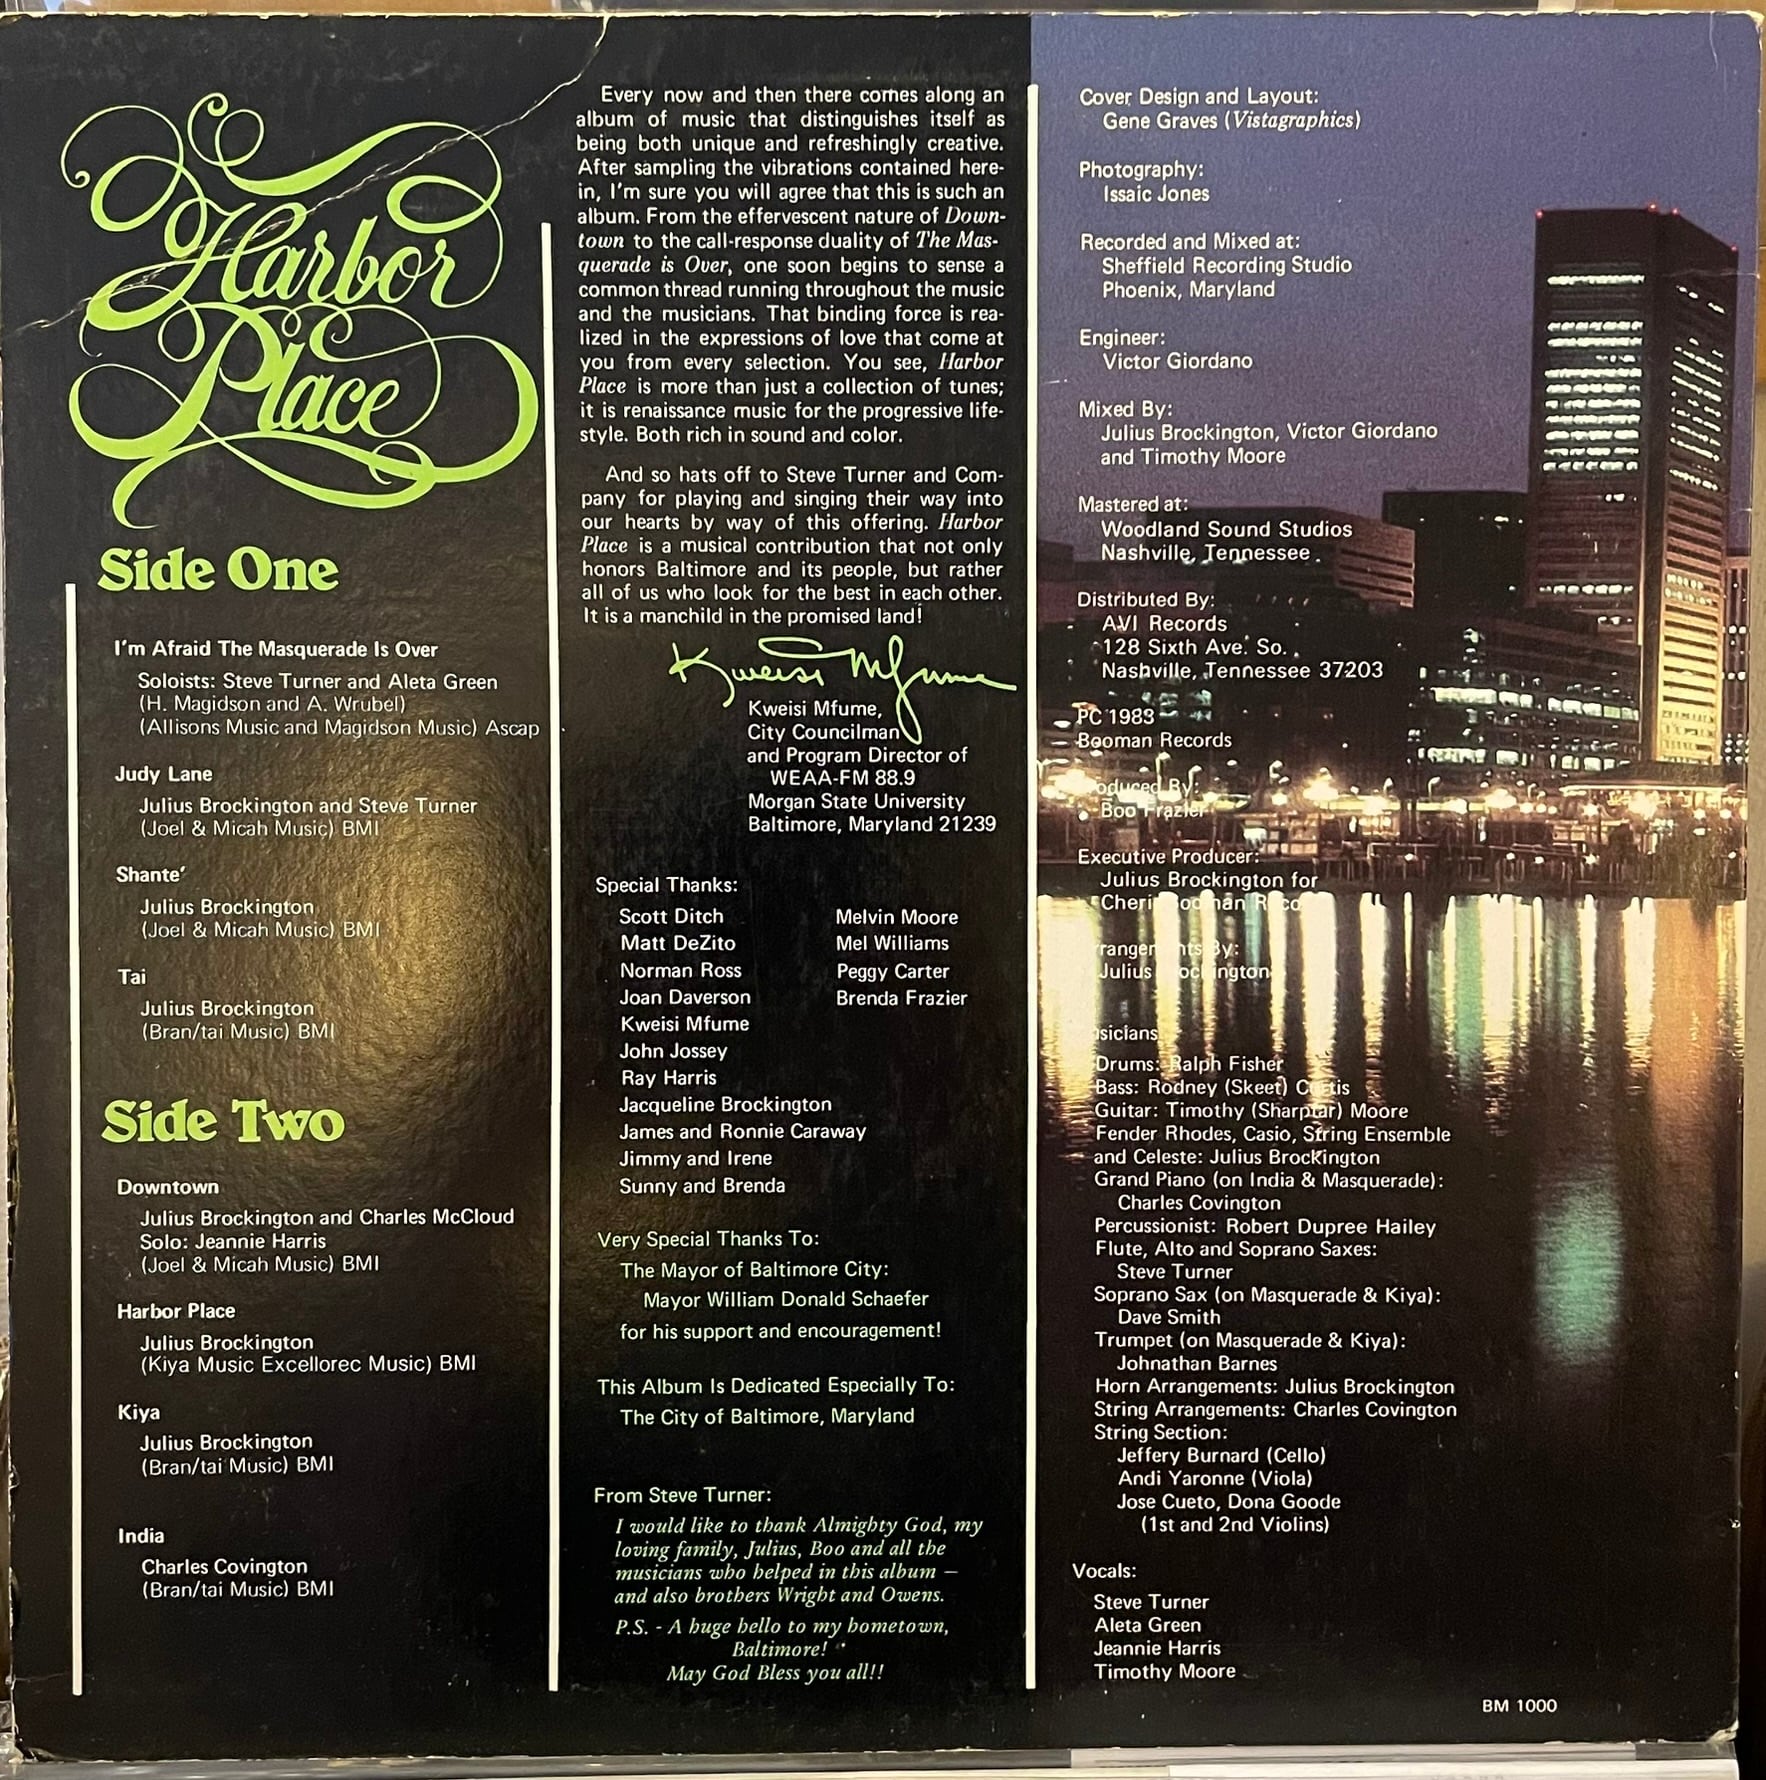 Harbor
Place
Side One
I'm Afraid The Masquerade Is Over
Soloists: Steve Turner and Aleta Green
(H. Magidson and A. Wrubel)
(Allisons Music and Magidson Music) Ascap
Judy Lane
Julius Brockington and Steve Turner
(Joel & Micah Music) BMI
Shante'
Julius Brockington
(Joel & Micah Music) BMI
Tai
Julius Brockington
(Bran/tai Music) BMI
Side Two
Downtown
Julius Brockington and Charles McCloud
Solo: Jeannie Harris
(Joel & Micah Music) BMI
Harbor Place
Julius Brockington
(Kiya Music Excellorec Music) BMI
Kiya
Julius Brockington
(Bran/tai Music) BMI
India
Charles Covington
(Bran/tai Music) BMI
Every now and then there comes along an
album of music that distinguishes itself as
being both unique and refreshingly creative.
After sampling the vibrations contained here-
in, I'm sure you will agree that this is such an
album. From the effervescent nature of Down-
town to the call-response duality of The Mas-
querade is Over, one soon begins to sense a
common thread running throughout the music
and the musicians. That binding force is rea-
lized in the expressions of love that come at
you from every selection. You see, Harbor
Place is more than just a collection of tunes;
it is renaissance music for the progressive life-
style. Both rich in sound and color.
And so hats off to Steve Turner and Com-
pany for playing and singing their way into
our hearts by way of this offering. Harbor
Place is a musical contribution that not only
honors Baltimore and its people, but rather
all of us who look for the best in each other.
It is a manchild in the promised land!
Kweisi Mfume
Kweisi Mfume,
City Councilman
and Program Director of
WEAA-FM 88.9
Morgan State University
Baltimore, Maryland 21239
Special Thanks:
Scott Ditch
Matt DeZito
Norman Ross
Joan Daverson
Kweisi Mfume
John Jossey
Ray Harris
Jacqueline Brockington
James and Ronnie Caraway
Jimmy and Irene
Sunny and Brenda
Melvin Moore
Mel Williams
Peggy Carter
Brenda Frazier
Very Special Thanks To:
The Mayor of Baltimore City:
Mayor William Donald Schaefer
for his support and encouragement!
This Album Is Dedicated Especially To:
The City of Baltimore, Maryland
From Steve Turner:
I would like to thank Almighty God, my
loving family, Julius, Boo and all the
musicians who helped in this album —
and also brothers Wright and Owens.
P.S. - A huge hello to my hometown,
Baltimore!
May God Bless you all!!
Cover Design and Layout:
Gene Graves (Vistagraphics)
Photography:
Issaic Jones
Recorded and Mixed at:
Sheffield Recording Studio
Phoenix, Maryland
Engineer:
Victor Giordano
Mixed By:
Julius Brockington, Victor Giordano
and Timothy Moore
Mastered at:
Woodland Sound Studios
Nashville, Tennessee
Distributed By:
AVI Records
128 Sixth Ave. So.
Nashville, Tennessee 37203
PC 1983
Booman Records
Produced By:
Boo Frazier
Executive Producer:
Julius Brockington for
Arrangements By:
Julius Brockington
Musicians
Drums: Ralph Fisher
Bass: Rodney (Skeet) Curtis
Guitar: Timothy (Sharptar) Moore
Fender Rhodes, Casio, String Ensemble
and Celeste: Julius Brockington
Grand Piano (on India & Masquerade):
Charles Covington
Percussionist: Robert Dupree Hailey
Flute, Alto and Soprano Saxes:
Steve Turner
Soprano Sax (on Masquerade & Kiya):
Dave Smith
Trumpet (on Masquerade & Kiya):
Johnathan Barnes
Horn Arrangements: Julius Brockington
String Arrangements: Charles Covington
String Section:
Jeffery Burnard (Cello)
Andi Yaronne (Viola)
Jose Cueto, Dona Goode
(1st and 2nd Violins)
Vocals:
Steve Turner
Aleta Green
Jeannie Harris
Timothy Moore
BM 1000